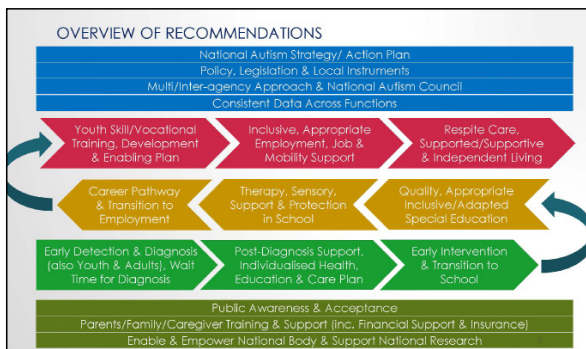 OVERVIEW OF RECOMMENDATIONS
National Autism Strategy/ Action Plan
Policy, Legislation & Local Instruments
Multi/Inter-agency Approach & National Autism Council
Consistent Data Across Functions
Youth Skill/Vocational
Training, Development
& Enabling Plan
Inclusive, Appropriate
Employment, Job &
Mobility Support
Respite Care,
Supported/Supportive
& Independent Living
Career Pathway
& Transition to
Employment
Therapy, Sensory,
Support & Protection
in School
Quality, Appropriate
Inclusive/Adapted
Special Education
Early Detection & Diagnosis
(also Youth & Adults), Wait
Time for Diagnosis
Post-Diagnosis Support,
Individualised Health,
Education & Care Plan
Early Intervention
& Transition to
School
Public Awareness & Acceptance
Parents/Family/Caregiver Training & Support (inc. Financial Support & Insurance)
Enable & Empower National Body & Support National Research